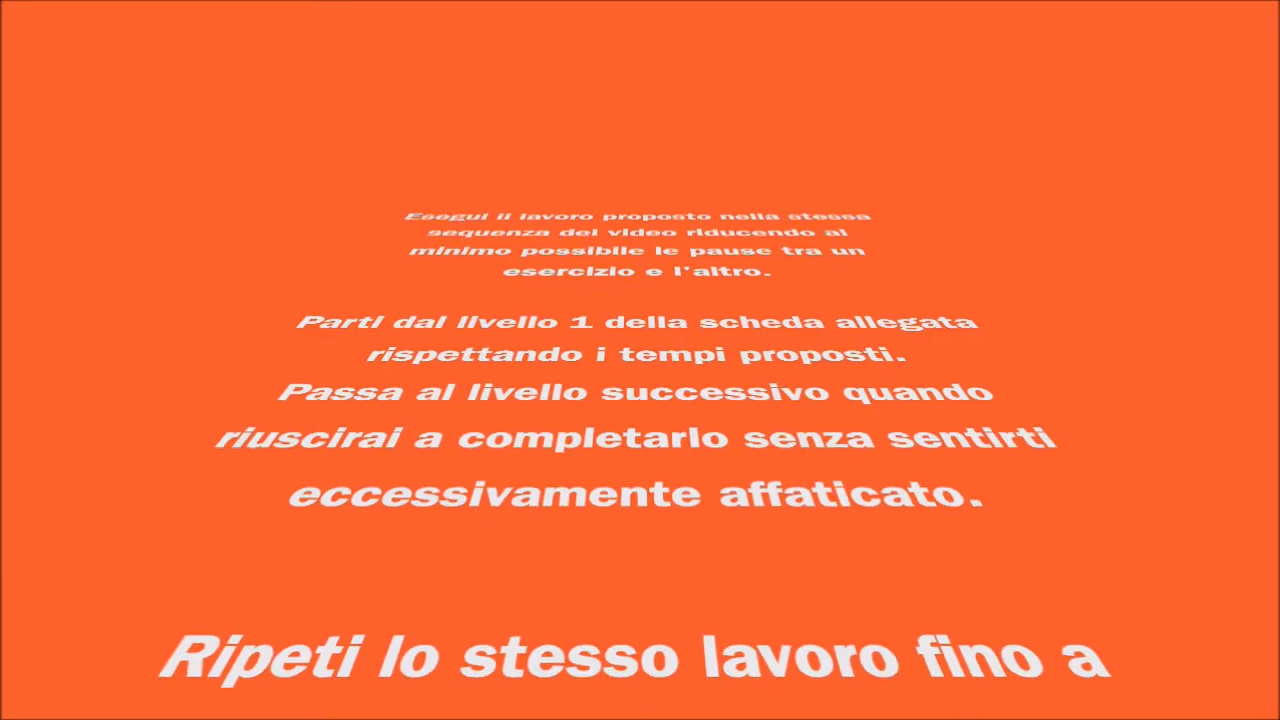 Esegui il lavoro proposto nella stessa
sequenza del video riducendo al
minimo possibile le pause tra un
esercizio e l'altro.
Parti dal livello 1 della scheda allegata
rispettando i tempi proposti.
Passa al livello successivo quando
riuscirai a completarlo senza sentirti
eccessivamente affaticato.
Ripeti lo stesso lavoro fino a